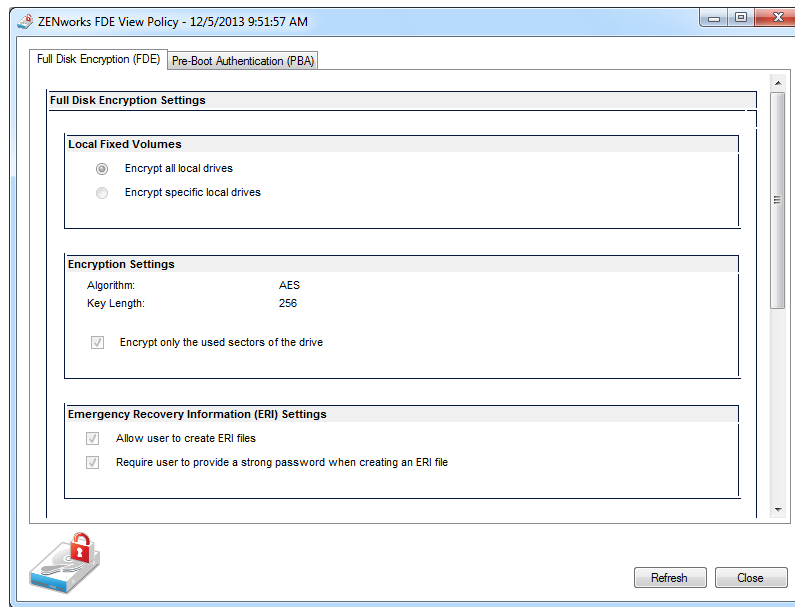 ZENworks FDE View Policy - 12/5/2013 9:51:57 AM
Full Disk Encryption (FDE) Pre-Boot Authentication (PBA)
Full Disk Encryption Settings
Local Fixed Volumes
Encrypt all local drives
Encrypt specific local drives
Encryption Settings
Algorithm: AES
Key Length: 256
Encrypt only the used sectors of the drive
Emergency Recovery Information (ERI) Settings
Allow user to create ERI files
Require user to provide a strong password when creating an ERI file
Refresh Close